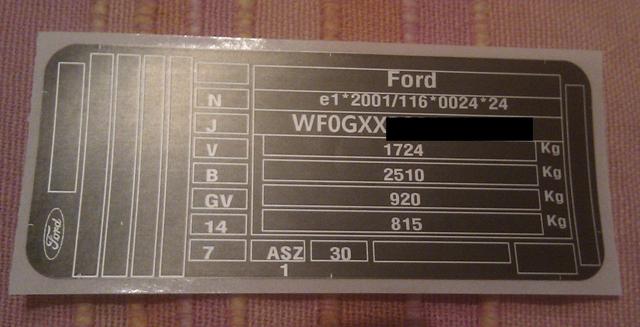 Ford
N e1*2001/116*0024*24
J WF0GXX
V 1724 Kg
B 2510 Kg
GV 920 Kg
14 815 Kg
7 ASZ 30
1
Ford